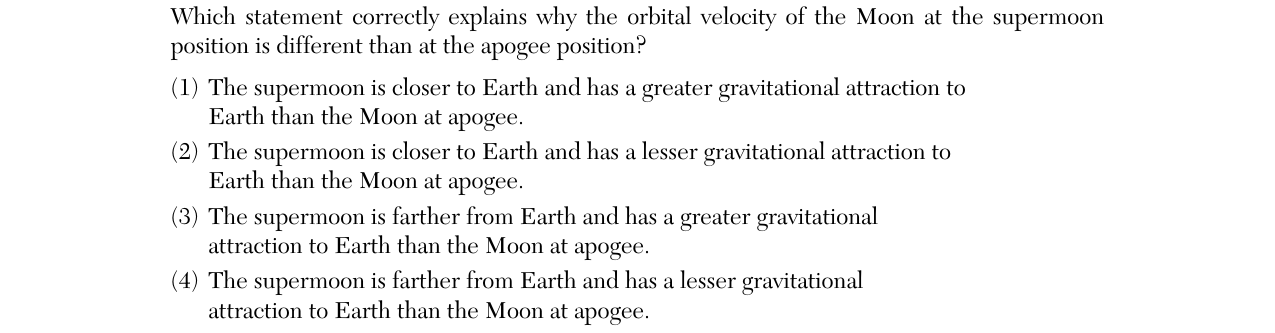 Which statement correctly explains why the orbital velocity of the Moon at the supermoon
position is different than at the apogee position?
(1) The supermoon is closer to Earth and has a greater gravitational attraction to
Earth than the Moon at apogee.
(2) The supermoon is closer to Earth and has a lesser gravitational attraction to
Earth than the Moon at apogee.
(3) The supermoon is farther from Earth and has a greater gravitational
attraction to Earth than the Moon at apogee.
(4) The supermoon is farther from Earth and has a lesser gravitational
attraction to Earth than the Moon at apogee.